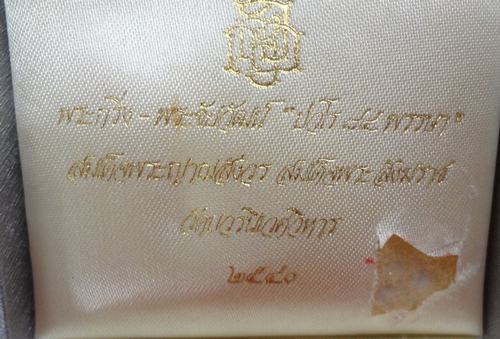 พระกริ่ง - พระชัยวัฒน์ "ปวโร ๘๔ พรรษา"
สมเด็จพระญาณสังวร สมเด็จพระสังฆราช
วัดบวรนิเวศวิหาร
๒๕๔๐